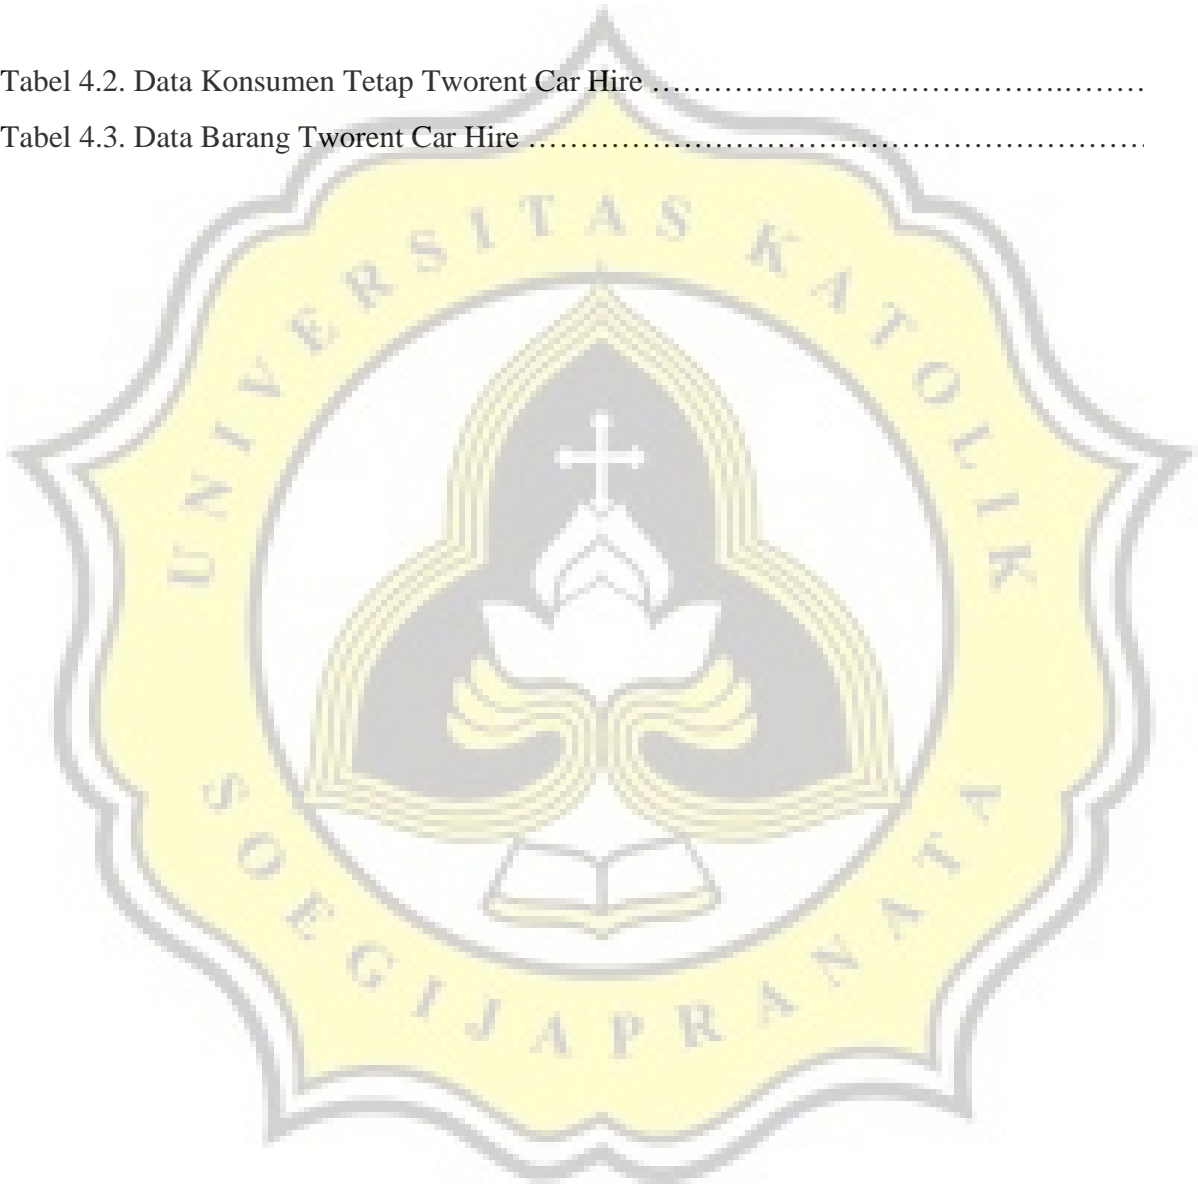 Tabel 4.2. Data Konsumen Tetap Tworent Car Hire ……………………………………………
Tabel 4.3. Data Barang Tworent Car Hire ……………………………………………………
UNIVERSITAS KATOLIK
SOEGIJAPRANATA